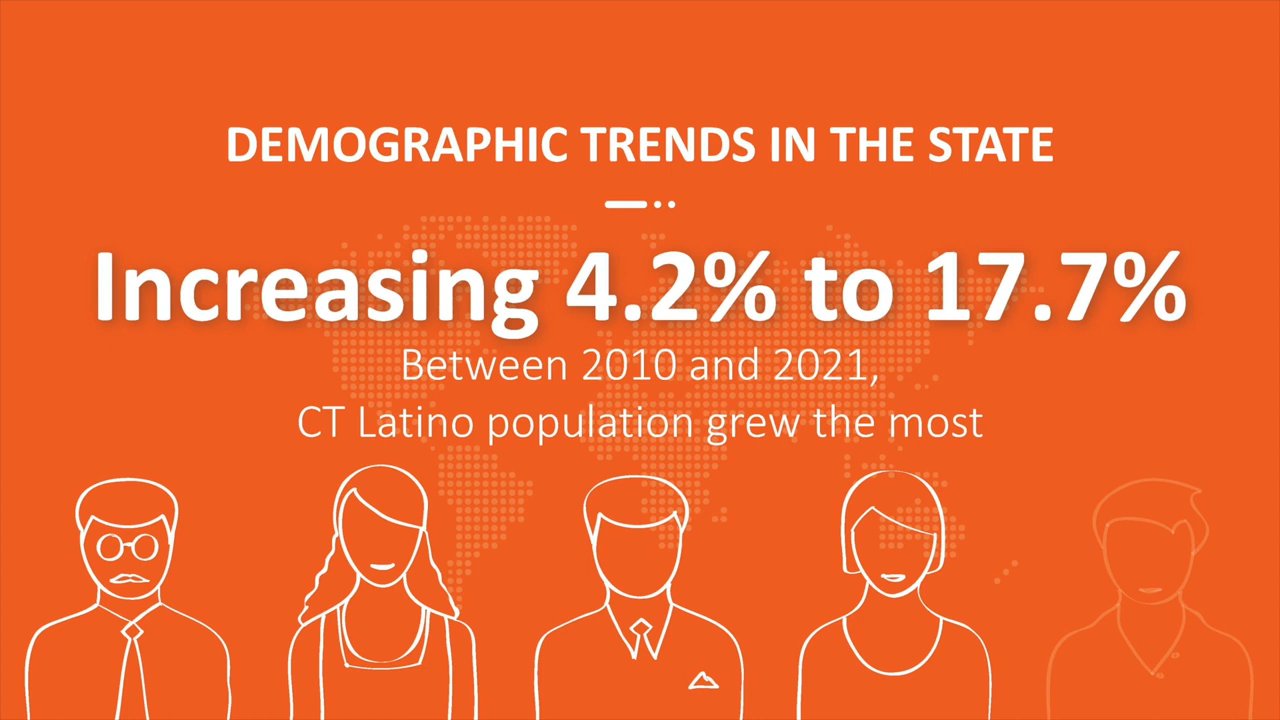 DEMOGRAPHIC TRENDS IN THE STATE
Increasing 4.2% to 17.7%
Between 2010 and 2021,
CT Latino population grew the most